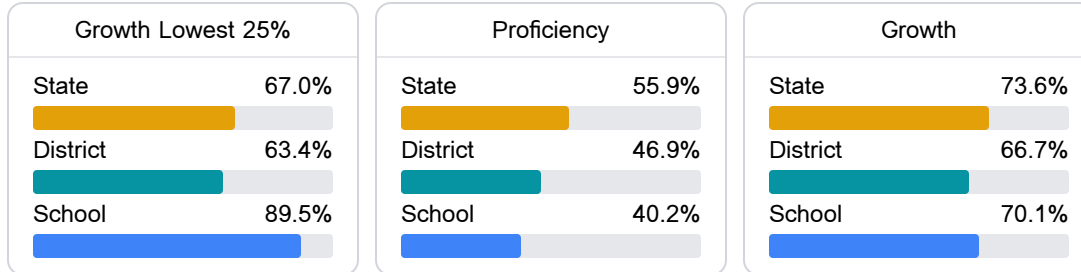 Growth Lowest 25%
State 67.0%
District 63.4%
School 89.5%
Proficiency
State 55.9%
District 46.9%
School 40.2%
Growth
State 73.6%
District 66.7%
School 70.1%